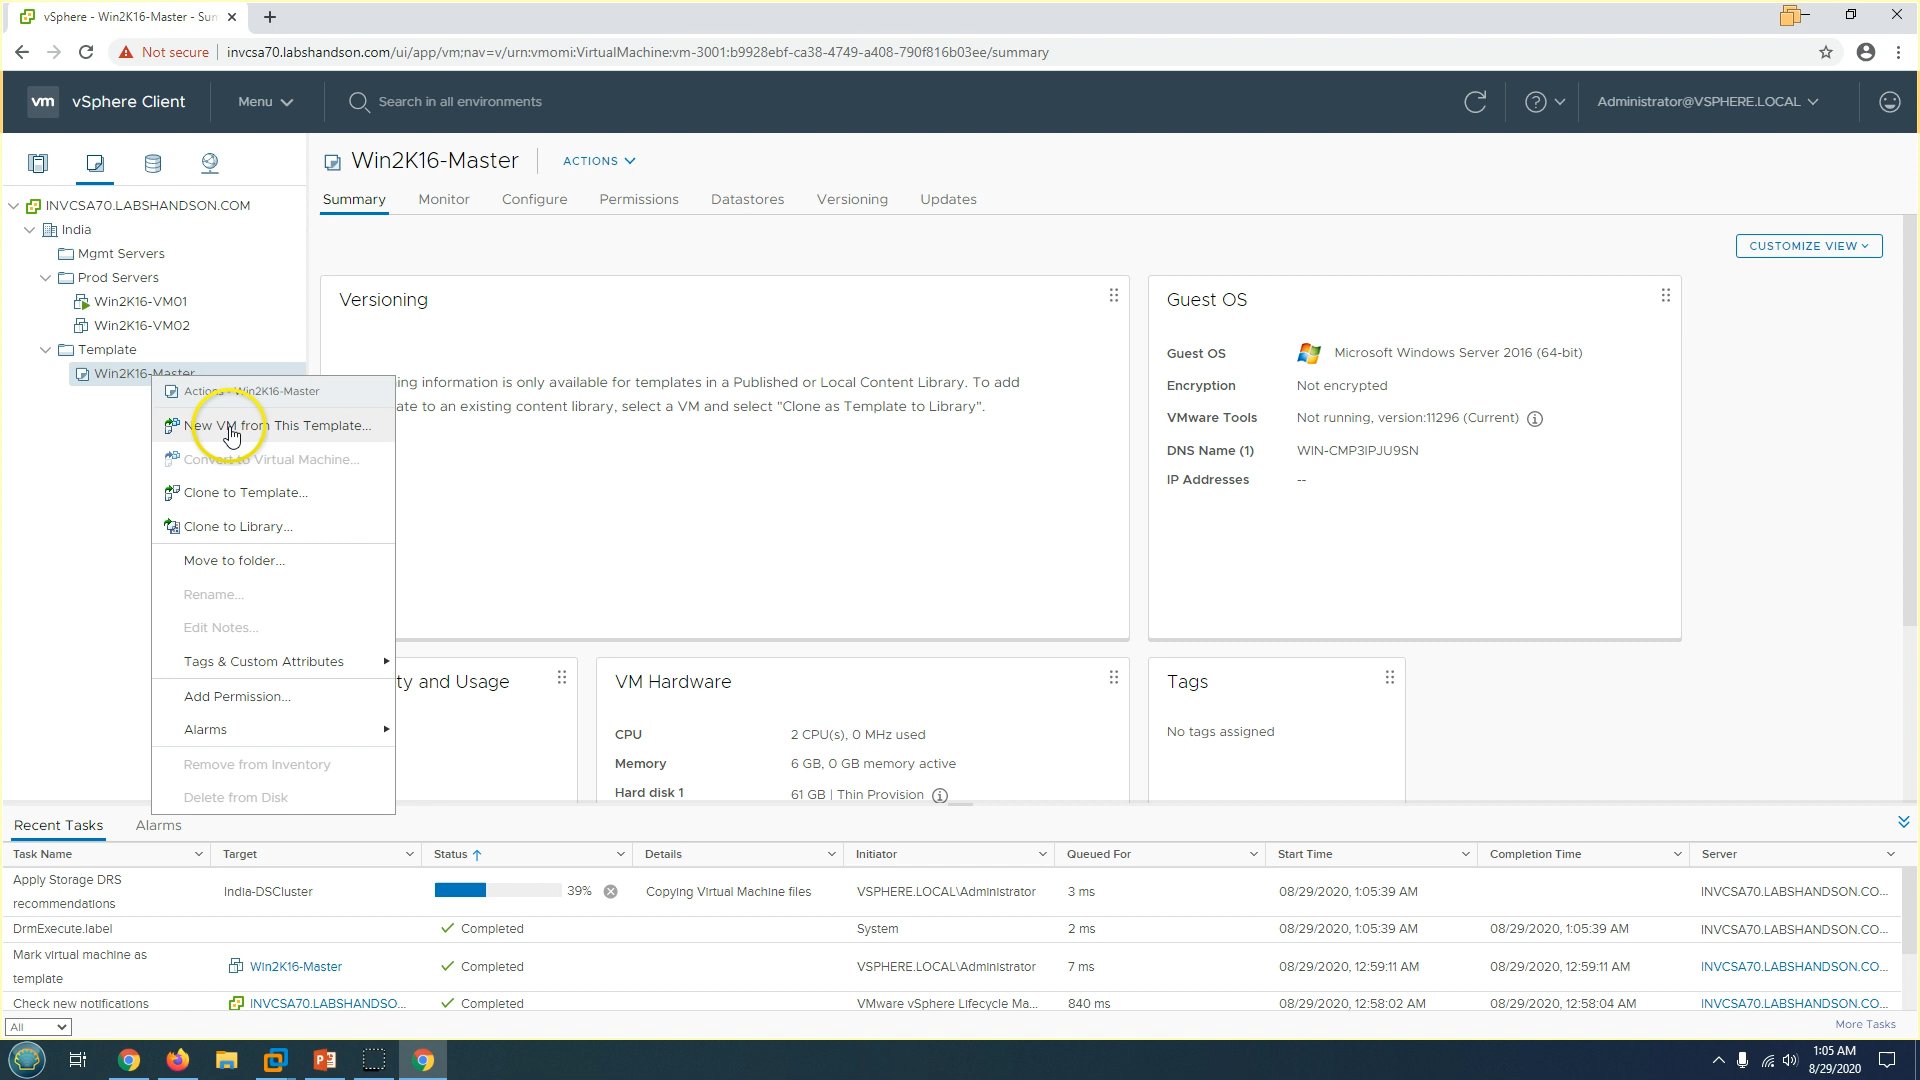 vSphere - Win2K16-Master - Sum
Not secure
invcsa70.labshandson.com/ui/app/vm;nav=v/urn:vmomi:VirtualMachine:vm-3001:b9928ebf-ca38-4749-a408-790f816b03ee/summary
vm vSphere Client
Menu
Search in all environments
Administrator@VSPHERE.LOCAL
Win2K16-Master
ACTIONS
Summary Monitor Configure Permissions Datastores Versioning Updates
CUSTOMIZE VIEW
INVCSA70.LABSHANDSON.COM
India
Mgmt Servers
Prod Servers
Win2K16-VM01
Win2K16-VM02
Template
Win2K16-Master
Actions - Win2K16-Master
New VM from This Template...
Convert to Virtual Machine...
Clone to Template...
Clone to Library...
Move to folder...
Rename...
Edit Notes...
Tags & Custom Attributes
Add Permission...
Alarms
Remove from Inventory
Delete from Disk
Versioning
ing information is only available for templates in a Published or Local Content Library. To add
ate to an existing content library, select a VM and select "Clone as Template to Library".
Guest OS
Guest OS Microsoft Windows Server 2016 (64-bit)
Encryption Not encrypted
VMware Tools Not running, version:11296 (Current)
DNS Name (1) WIN-CMP3IPJU9SN
IP Addresses --
ty and Usage
VM Hardware
CPU 2 CPU(s), 0 MHz used
Memory 6 GB, 0 GB memory active
Hard disk 1 61 GB | Thin Provision
Tags
No tags assigned
Recent Tasks Alarms
Task Name Target Status Details Initiator Queued For Start Time Completion Time Server
Apply Storage DRS
recommendations India-DSCluster 39% Copying Virtual Machine files VSPHERE.LOCAL\Administrator 3 ms 08/29/2020, 1:05:39 AM INVCSA70.LABSHANDSON.CO...
DrmExecute.label Completed System 2 ms 08/29/2020, 1:05:39 AM 08/29/2020, 1:05:39 AM INVCSA70.LABSHANDSON.CO...
Mark virtual machine as
template Win2K16-Master Completed VSPHERE.LOCAL\Administrator 7 ms 08/29/2020, 12:59:11 AM 08/29/2020, 12:59:11 AM INVCSA70.LABSHANDSON.CO...
Check new notifications INVCSA70.LABSHANDSO... Completed VMware vSphere Lifecycle Ma... 840 ms 08/29/2020, 12:58:02 AM 08/29/2020, 12:58:04 AM INVCSA70.LABSHANDSON.CO...
All
More Tasks
1:05 AM
8/29/2020